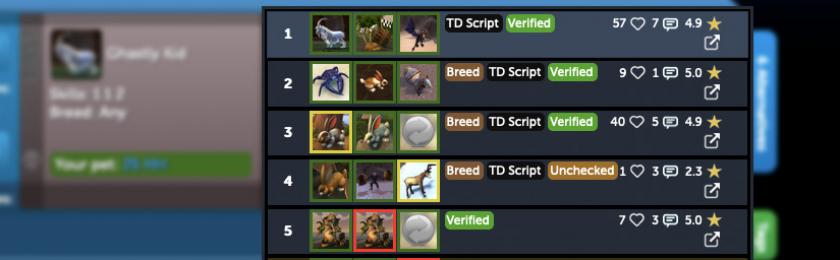 Ghastly Kid
Skills: 1 1 2
Breed: Any
Your pet: 25 HH
1 TD Script Verified 57 7 4.9
2 Breed TD Script Verified 9 1 5.0
3 Breed TD Script Verified 40 5 4.9
4 Breed TD Script Unchecked 1 3 2.3
5 Verified 7 3 5.0